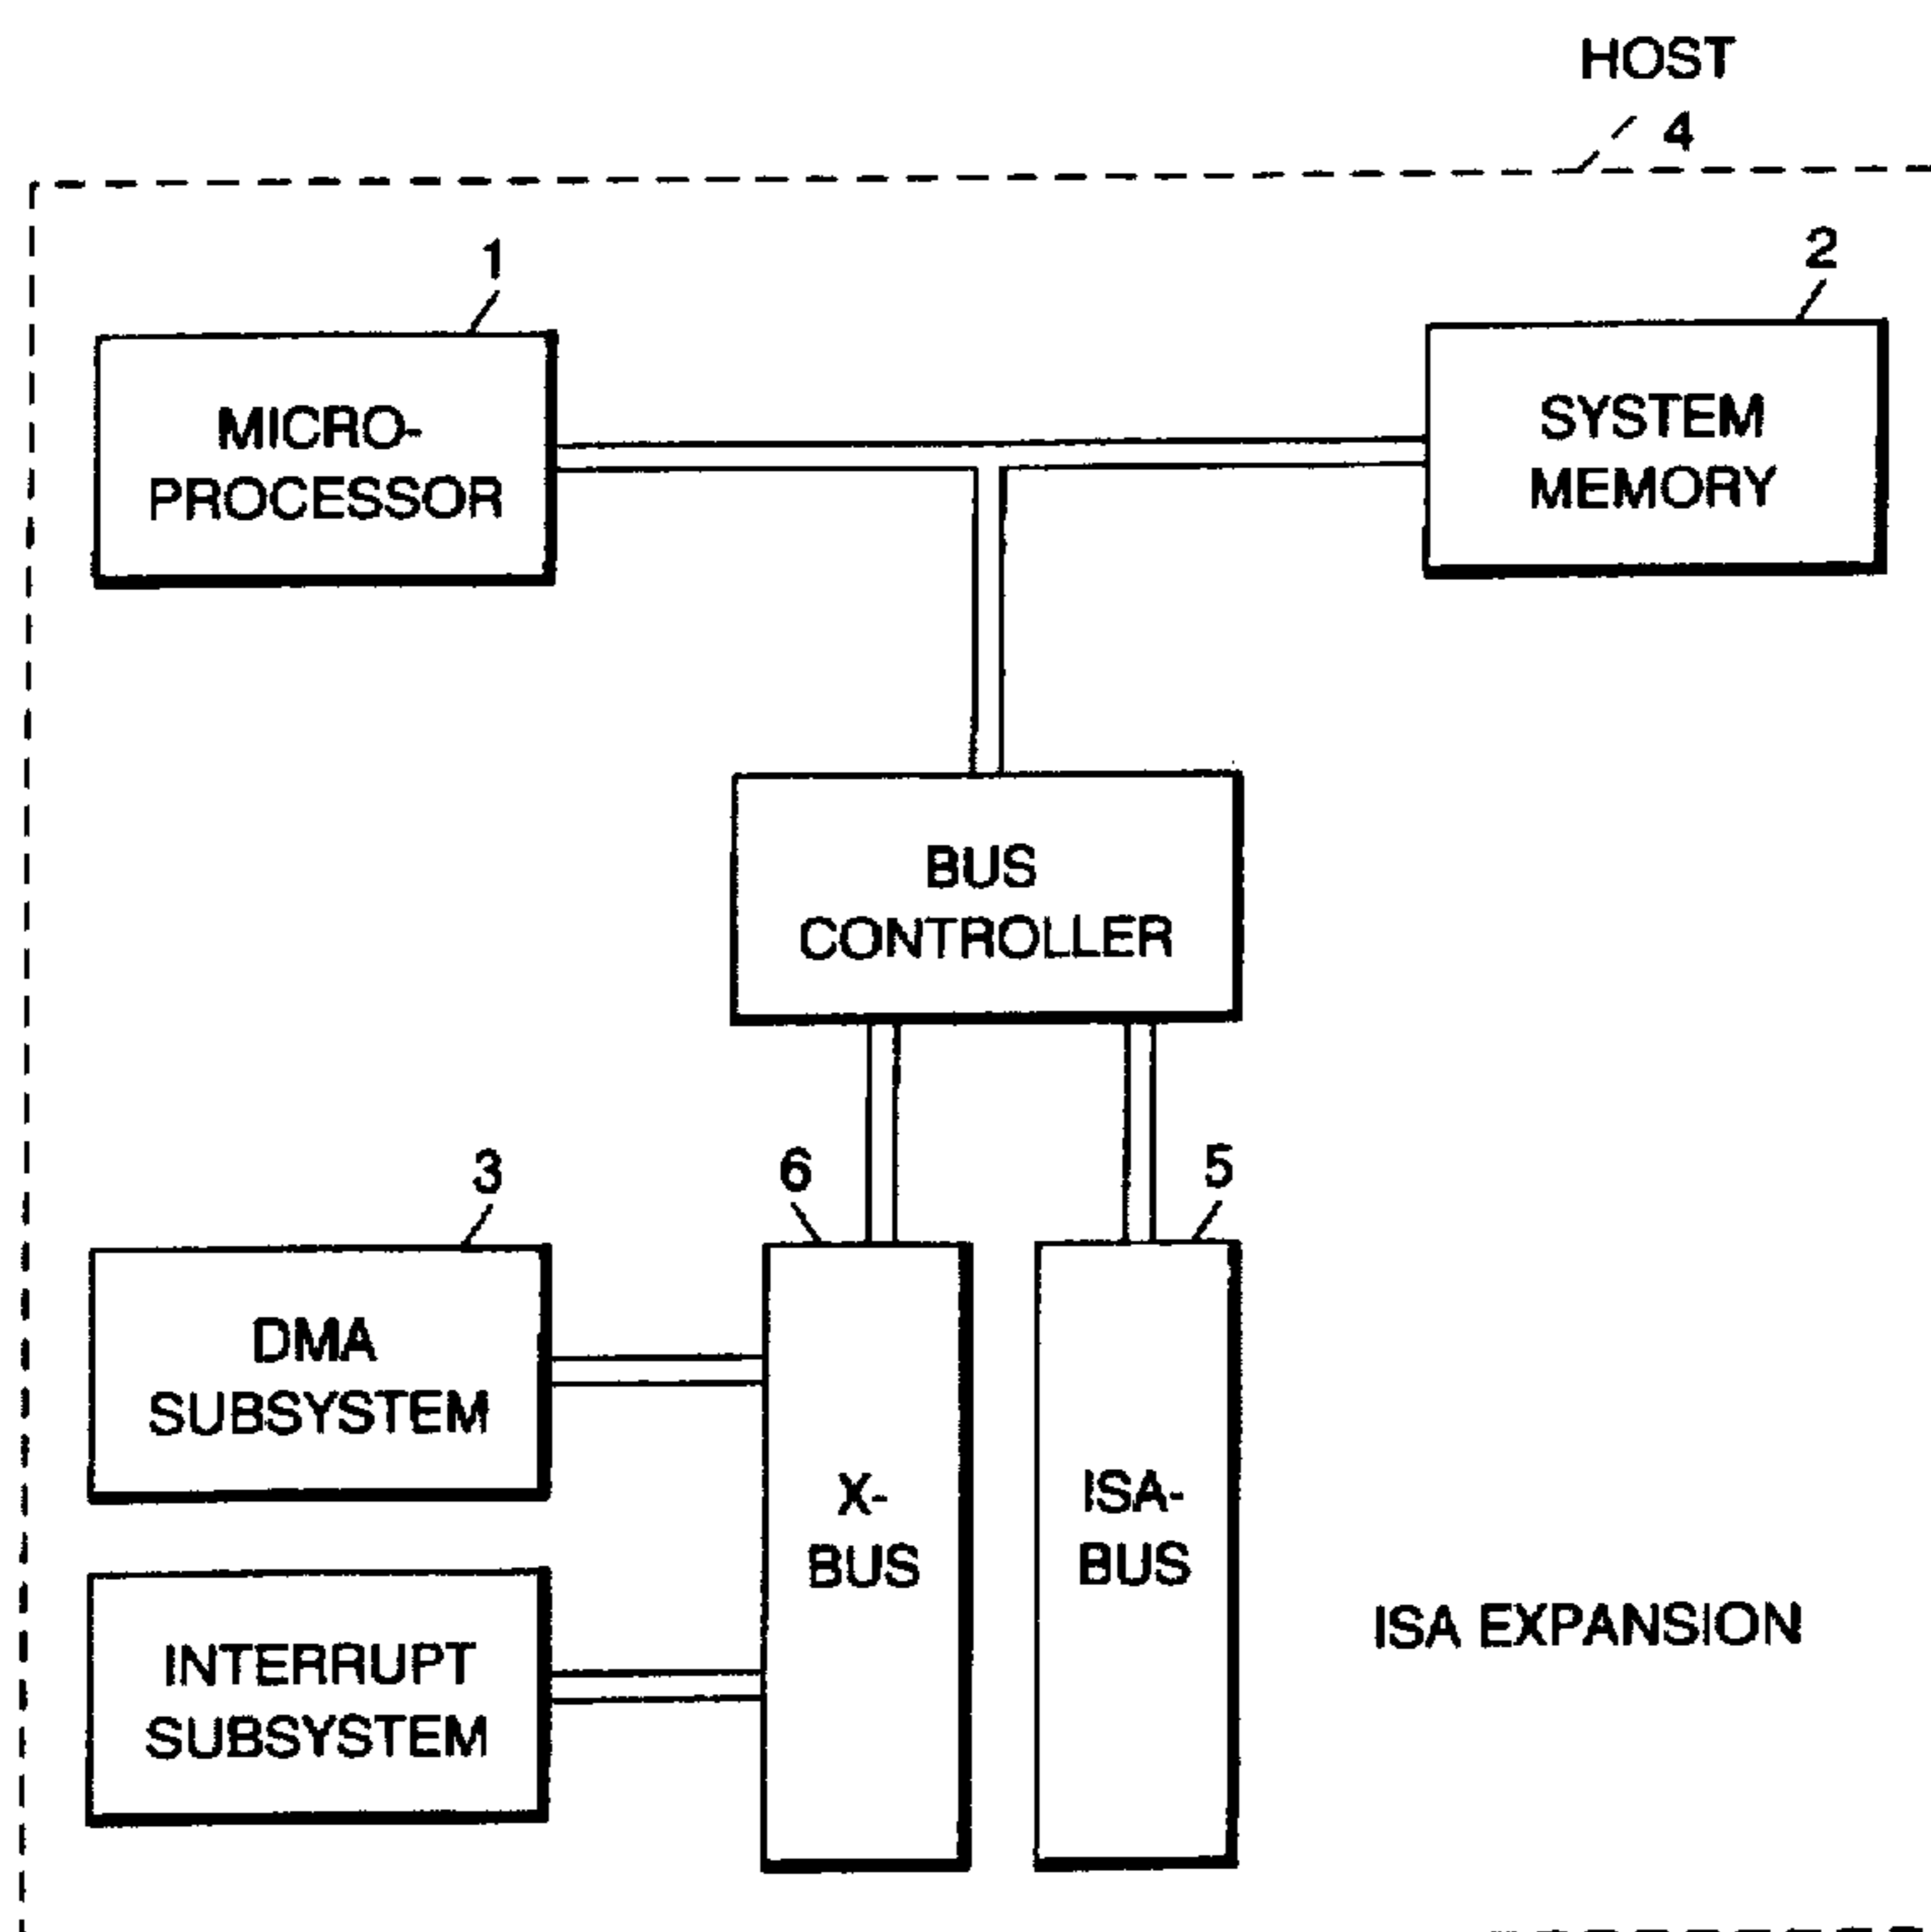 HOST
4
1
2
MICRO-
PROCESSOR
SYSTEM
MEMORY
BUS
CONTROLLER
3
6
5
DMA
SUBSYSTEM
X-
BUS
ISA-
BUS
INTERRUPT
SUBSYSTEM
ISA EXPANSION